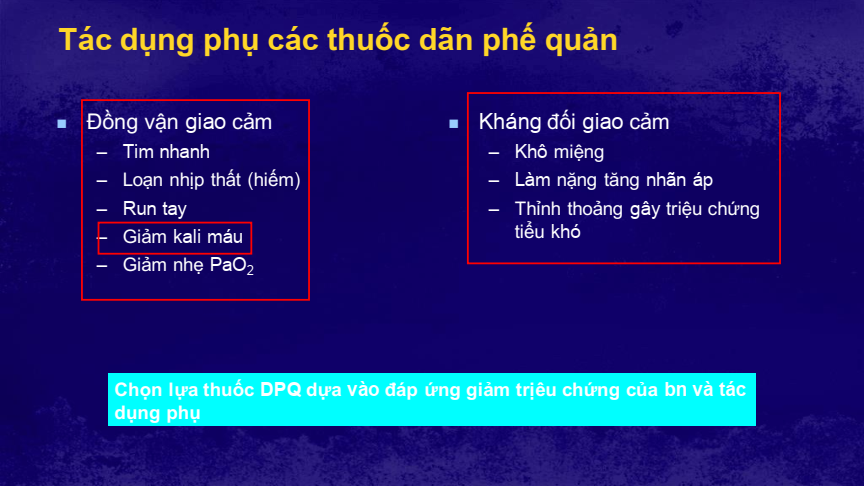 Tác dụng phụ các thuốc dãn phế quản
■ Đồng vận giao cảm
– Tim nhanh
– Loạn nhịp thất (hiếm)
– Run tay
– Giảm kali máu
– Giảm nhẹ PaO₂
■ Kháng đối giao cảm
– Khô miệng
– Làm nặng tăng nhãn áp
– Thỉnh thoảng gây triệu chứng
tiểu khó
Chọn lựa thuốc DPQ dựa vào đáp ứng giảm trịêu chứng của bn và tác
dụng phụ